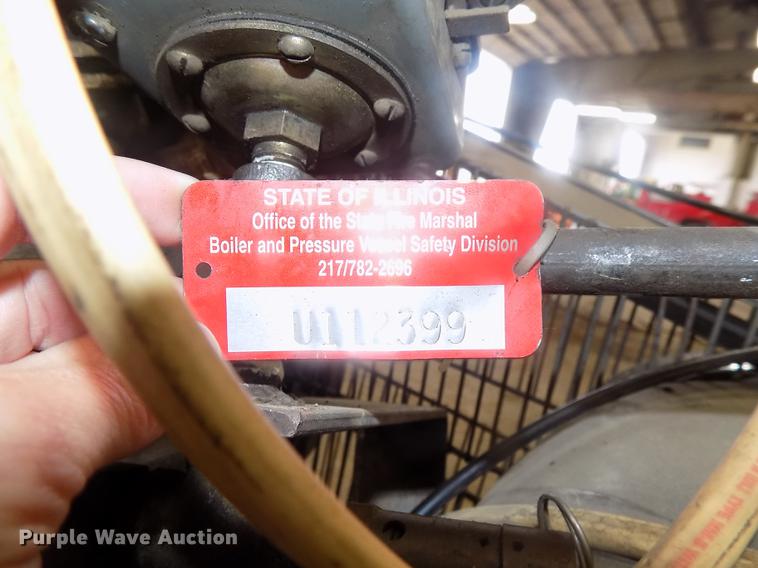 STATE OF ILLINOIS
Office of the State Fire Marshal
Boiler and Pressure Vessel Safety Division
217/782-2696
U112399
Purple Wave Auction